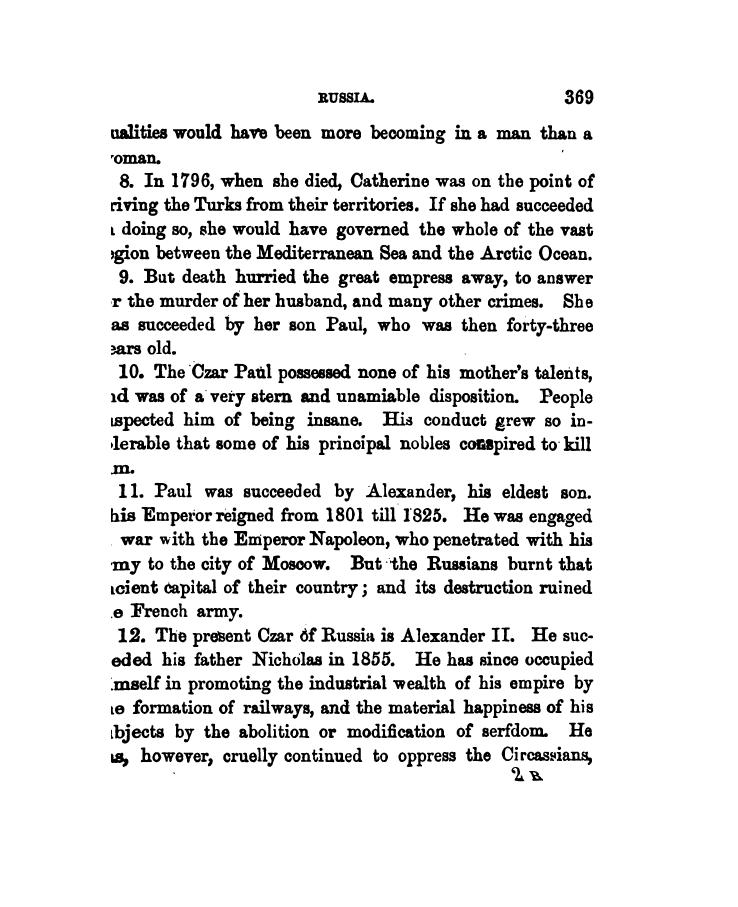 RUSSIA. 369
ualities would have been more becoming in a man than a
oman.
8. In 1796, when she died, Catherine was on the point of
riving the Turks from their territories. If she had succeeded
doing so, she would have governed the whole of the vast
gion between the Mediterranean Sea and the Arctic Ocean.
9. But death hurried the great empress away, to answer
r the murder of her husband, and many other crimes. She
as succeeded by her son Paul, who was then forty-three
ears old.
10. The Czar Paul possessed none of his mother's talents,
nd was of a very stern and unamiable disposition. People
uspected him of being insane. His conduct grew so in-
lerable that some of his principal nobles conspired to kill
m.
11. Paul was succeeded by Alexander, his eldest son.
his Emperor reigned from 1801 till 1825. He was engaged
war with the Emperor Napoleon, who penetrated with his
my to the city of Moscow. But the Russians burnt that
ncient capital of their country; and its destruction ruined
e French army.
12. The present Czar of Russia is Alexander II. He suc-
eded his father Nicholas in 1855. He has since occupied
mself in promoting the industrial wealth of his empire by
e formation of railways, and the material happiness of his
bjects by the abolition or modification of serfdom. He
as, however, cruelly continued to oppress the Circassians,
2 B